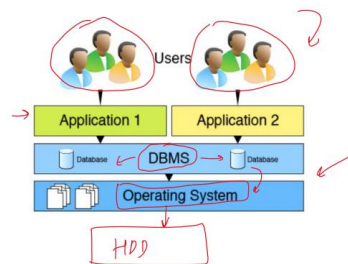 Users
Application 1
Application 2
Database
DBMS
Database
Operating System
HDD